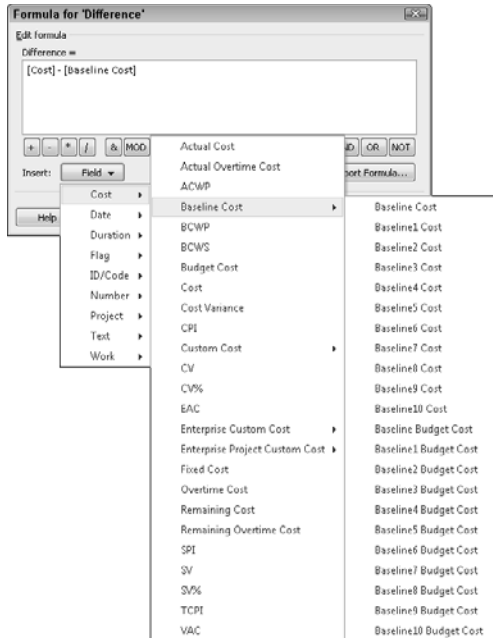 Formula for 'Difference'
Edit formula
Difference =
[Cost] - [Baseline Cost]
+ - * / & MOD
OR NOT
Insert: Field
Formula...
Help
Cost
Date
Duration
Flag
ID/Code
Number
Project
Text
Work
Actual Cost
Actual Overtime Cost
ACWP
Baseline Cost
BCWP
BCWS
Budget Cost
Cost
Cost Variance
CPI
Custom Cost
CV
CV%
EAC
Enterprise Custom Cost
Enterprise Project Custom Cost
Fixed Cost
Overtime Cost
Remaining Cost
Remaining Overtime Cost
SPI
SV
SV%
TCPI
VAC
Baseline Cost
Baseline1 Cost
Baseline2 Cost
Baseline3 Cost
Baseline4 Cost
Baseline5 Cost
Baseline6 Cost
Baseline7 Cost
Baseline8 Cost
Baseline9 Cost
Baseline10 Cost
Baseline Budget Cost
Baseline1 Budget Cost
Baseline2 Budget Cost
Baseline3 Budget Cost
Baseline4 Budget Cost
Baseline5 Budget Cost
Baseline6 Budget Cost
Baseline7 Budget Cost
Baseline8 Budget Cost
Baseline9 Budget Cost
Baseline10 Budget Cost